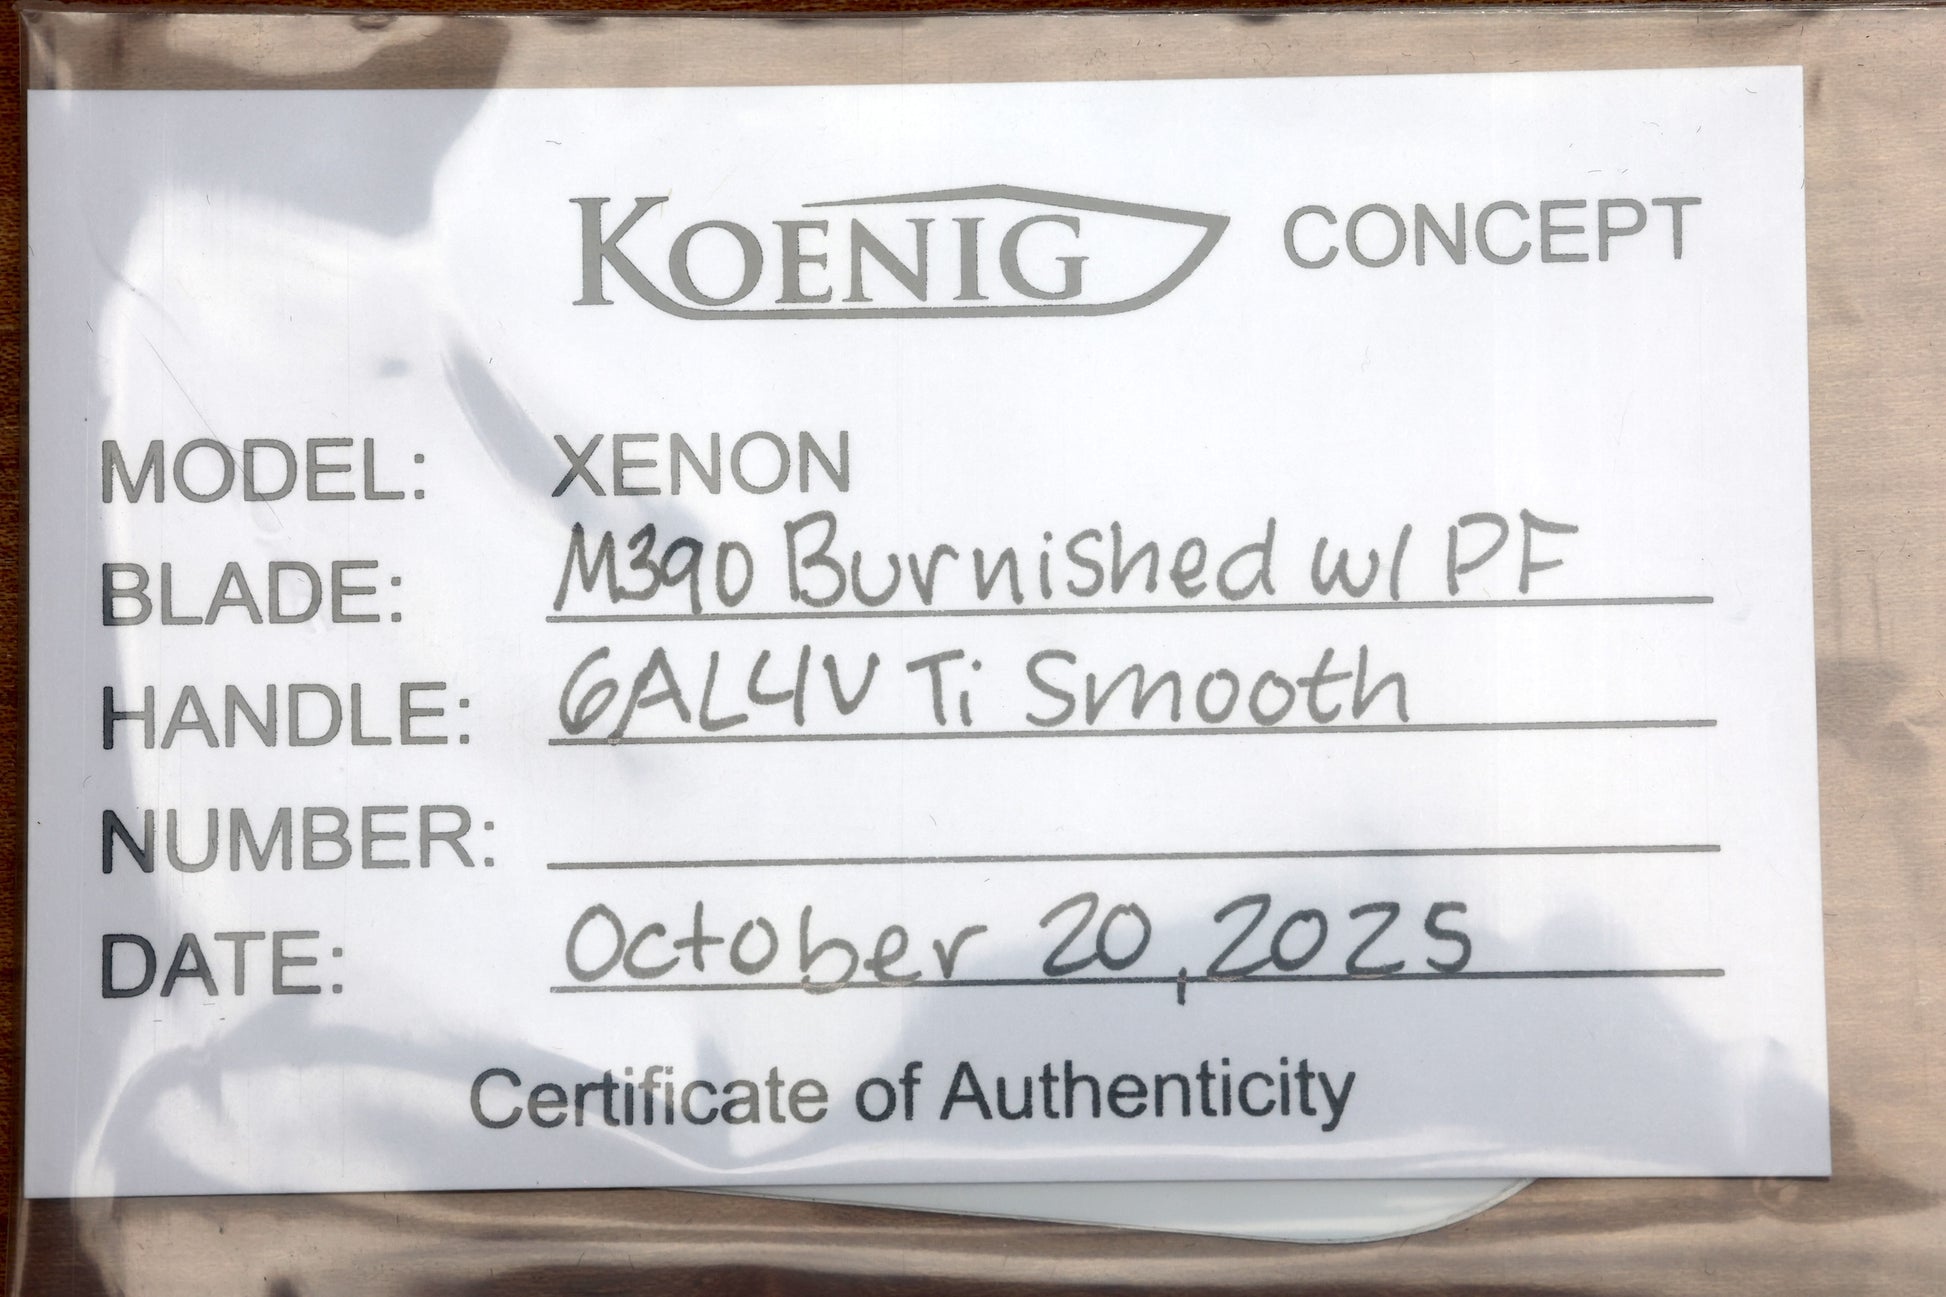 KOENIG CONCEPT
MODEL: XENON
BLADE: M390 Burnished w/ PF
HANDLE: 6AL4V Ti Smooth
NUMBER:
DATE: October 20, 2025
Certificate of Authenticity